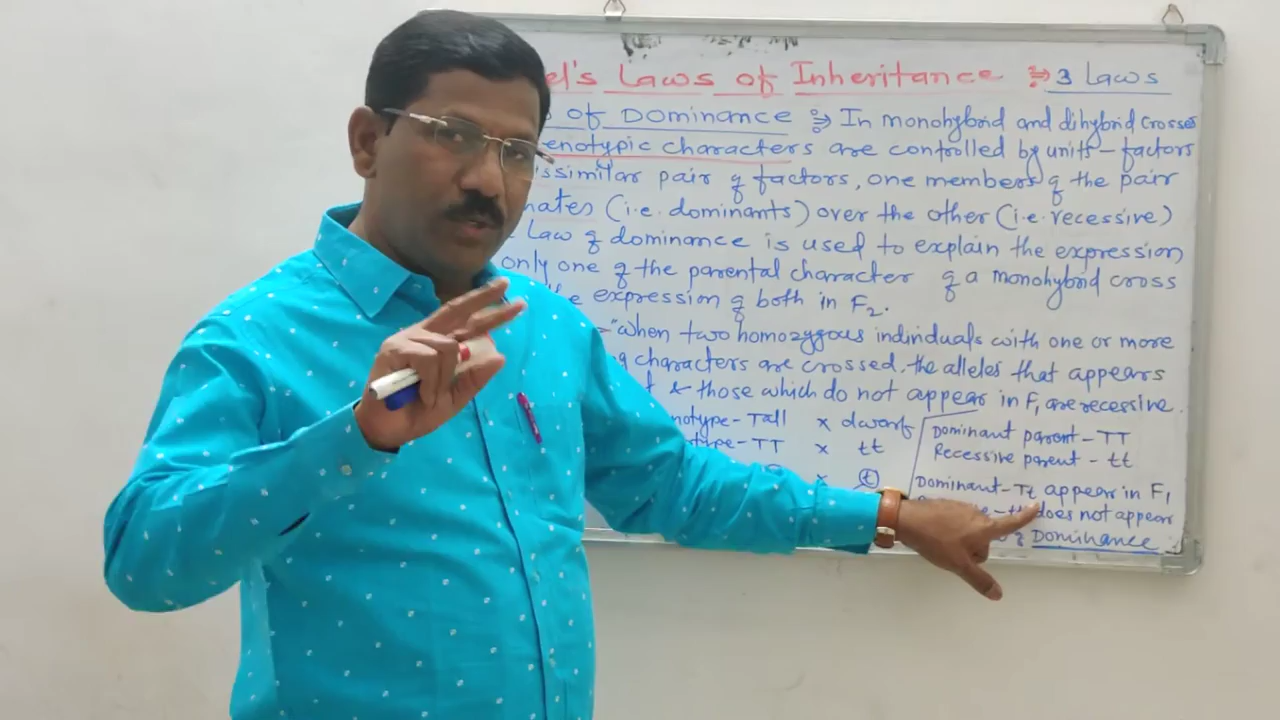 el's Laws of Inheritance ⇒ 3 Laws
of Dominance ⇒ In monohybrid and dihybrid crosses
enotypic characters are controlled by units - factors
issimilar pair of factors, one members of the pair
nates (i.e. dominants) over the other (i.e. recessive)
Law of dominance is used to explain the expression
only one of the parental character of a monohybrid cross
expression of both in F2.
"when two homozygous individuals with one or more
g characters are crossed, the alleles that appears
t & those which do not appear in F1 are recessive.
notype - Tall x dwarf
type - TT x tt
x t
Dominant parent - TT
Recessive parent - tt
Dominant - Tt appear in F1
does not appear
of Dominance